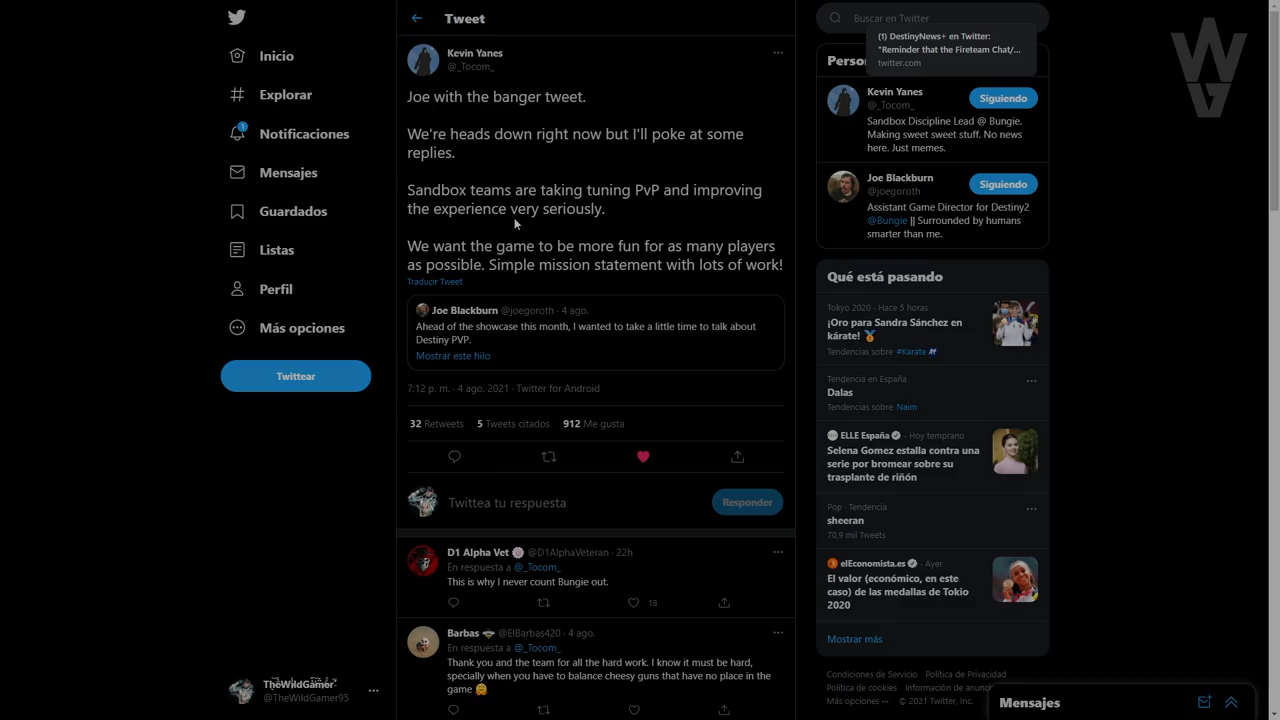 Inicio
Explorar
1
Notificaciones
Mensajes
Guardados
Listas
Perfil
Más opciones
Twittear
TheWildGamer
@TheWildGamer95
Tweet
Kevin Yanes
@_Tocom_
Joe with the banger tweet.
We're heads down right now but I'll poke at some
replies.
Sandbox teams are taking tuning PvP and improving
the experience very seriously.
We want the game to be more fun for as many players
as possible. Simple mission statement with lots of work!
Traducir Tweet
Joe Blackburn @joegoroth · 4 ago.
Ahead of the showcase this month, I wanted to take a little time to talk about
Destiny PVP.
Mostrar este hilo
7:12 p. m. · 4 ago. 2021 · Twitter for Android
32 Retweets 5 Tweets citados 912 Me gusta
Twittea tu respuesta
Responder
D1 Alpha Vet @D1AlphaVeteran · 22h
En respuesta a @_Tocom_
This is why I never count Bungie out.
18
Barbas @ElBarbas420 · 4 ago.
En respuesta a @_Tocom_
Thank you and the team for all the hard work. I know it must be hard,
specially when you have to balance cheesy guns that have no place in the
game
Buscar en Twitter
(1) DestinyNews+ en Twitter:
"Reminder that the Fireteam Chat/...
twitter.com
Perso
Kevin Yanes
@_Tocom_
Siguiendo
Sandbox Discipline Lead @ Bungie.
Making sweet sweet stuff. No news
here. Just memes.
Joe Blackburn
@joegoroth
Siguiendo
Assistant Game Director for Destiny2
@Bungie || Surrounded by humans
smarter than me.
Qué está pasando
Tokyo 2020 · Hace 5 horas
¡Oro para Sandra Sánchez en
kárate!
Tendencias sobre #Karate
Tendencia en España
Dalas
Tendencias sobre Naim
ELLE España · Hoy temprano
Selena Gomez estalla contra una
serie por bromear sobre su
trasplante de riñón
Pop · Tendencia
sheeran
70,9 mil Tweets
elEconomista.es · Ayer
El valor (económico, en este
caso) de las medallas de Tokio
2020
Mostrar más
Condiciones de Servicio Política de Privacidad
Política de cookies Información de anunci
Más opciones © 2021 Twitter, Inc.
Mensajes
WG